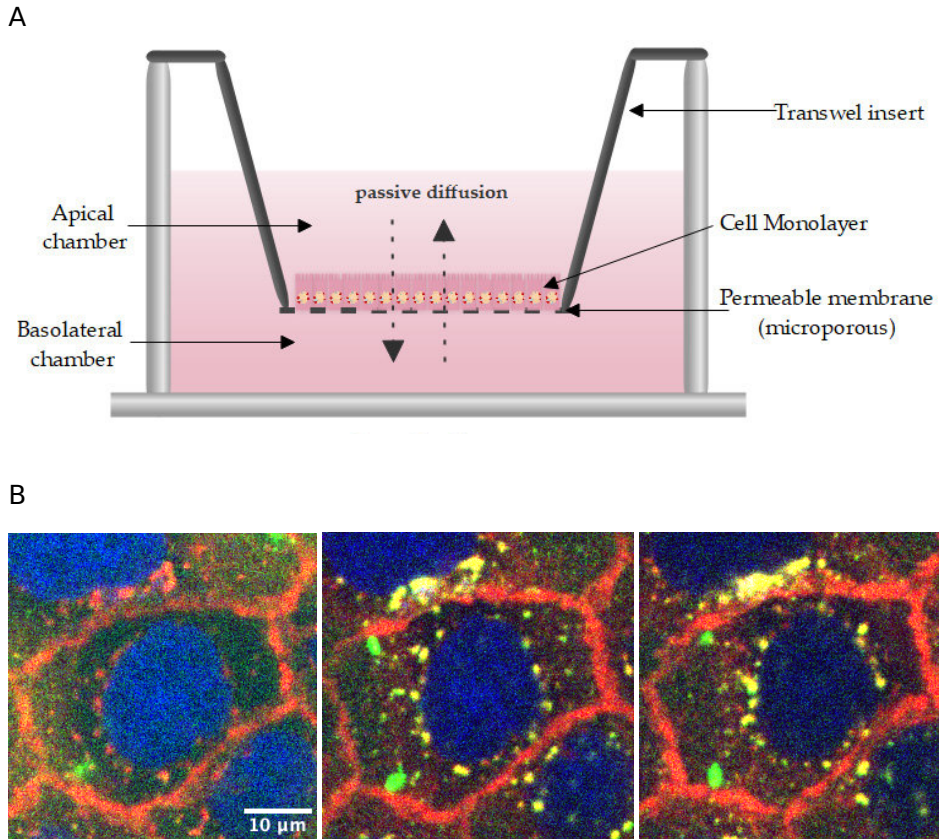 A
Transwel insert
passive diffusion
Apical
chamber
Cell Monolayer
Permeable membrane
(microporous)
Basolateral
chamber
B
10 µm